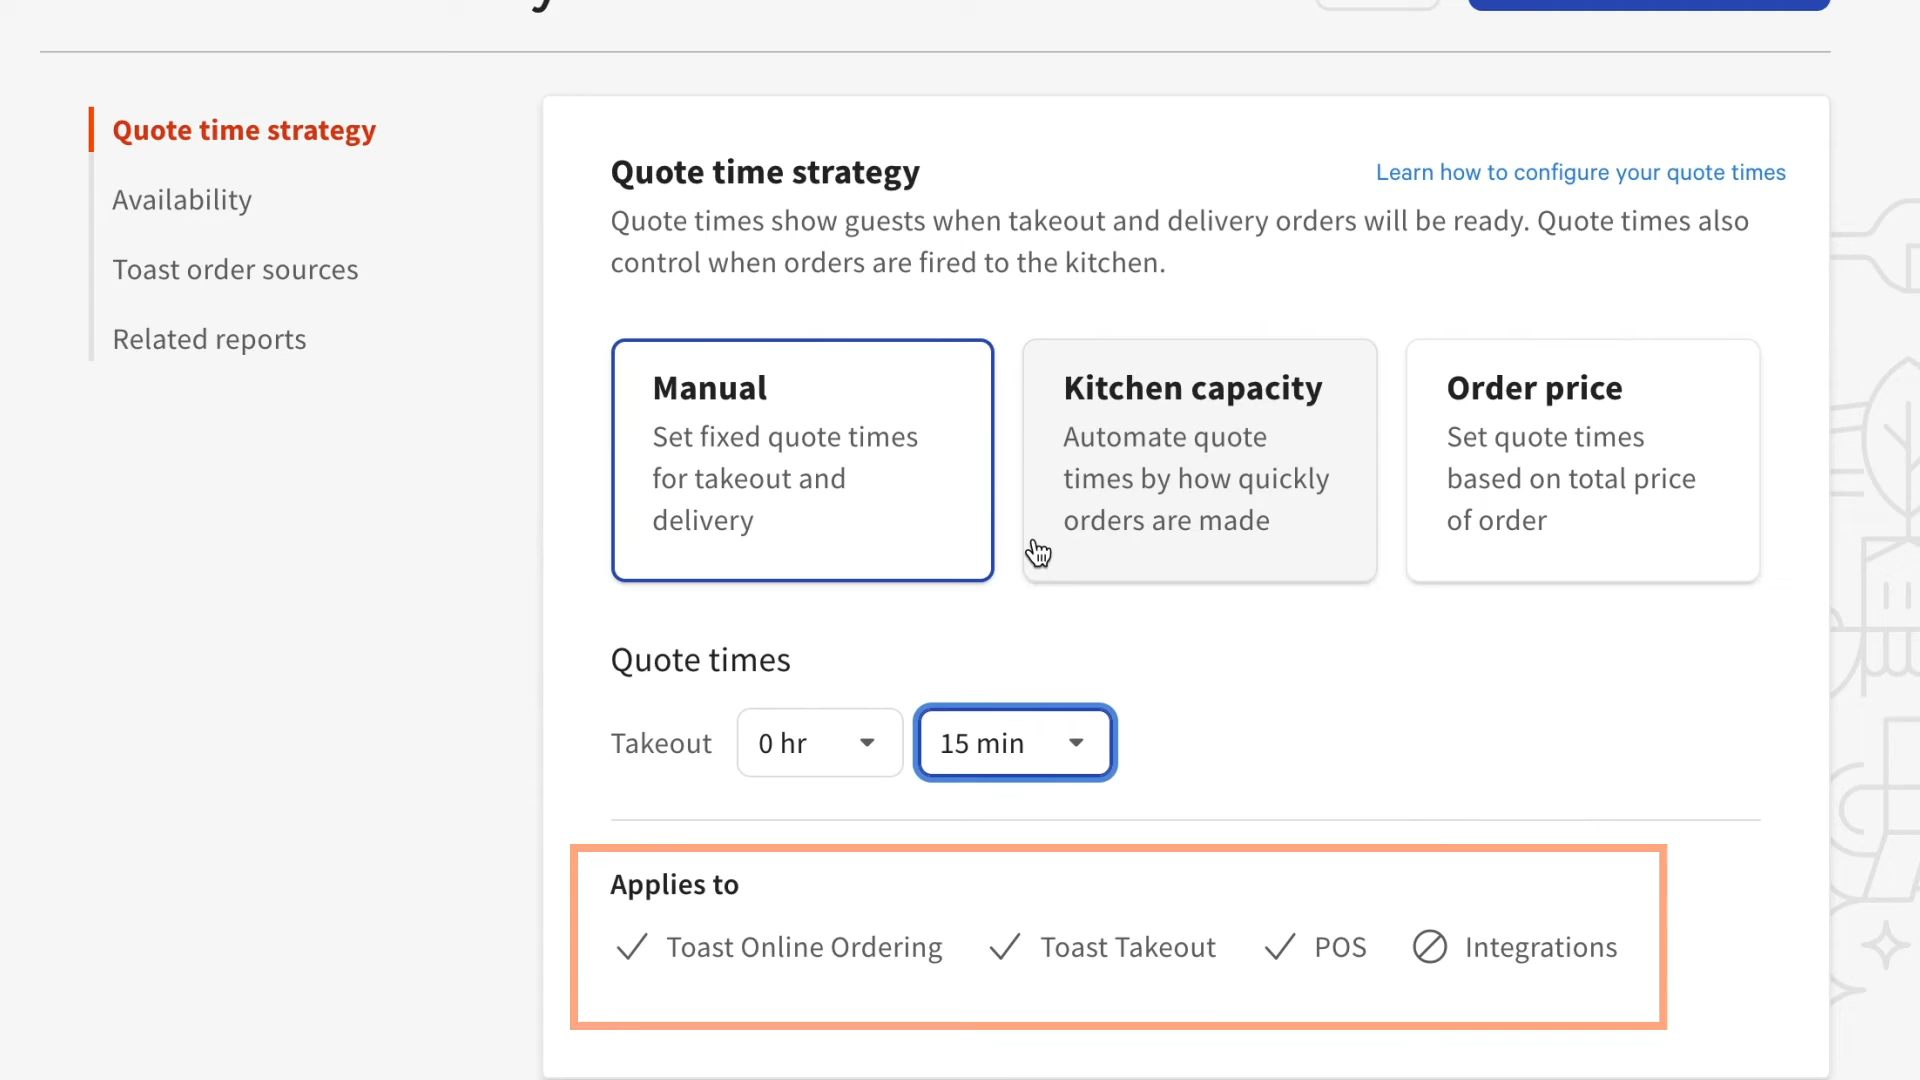 Quote time strategy
Availability
Toast order sources
Related reports
Quote time strategy
Learn how to configure your quote times
Quote times show guests when takeout and delivery orders will be ready. Quote times also
control when orders are fired to the kitchen.
Manual
Set fixed quote times
for takeout and
delivery
Kitchen capacity
Automate quote
times by how quickly
orders are made
Order price
Set quote times
based on total price
of order
Quote times
Takeout 0 hr 15 min
Applies to
Toast Online Ordering Toast Takeout POS Integrations